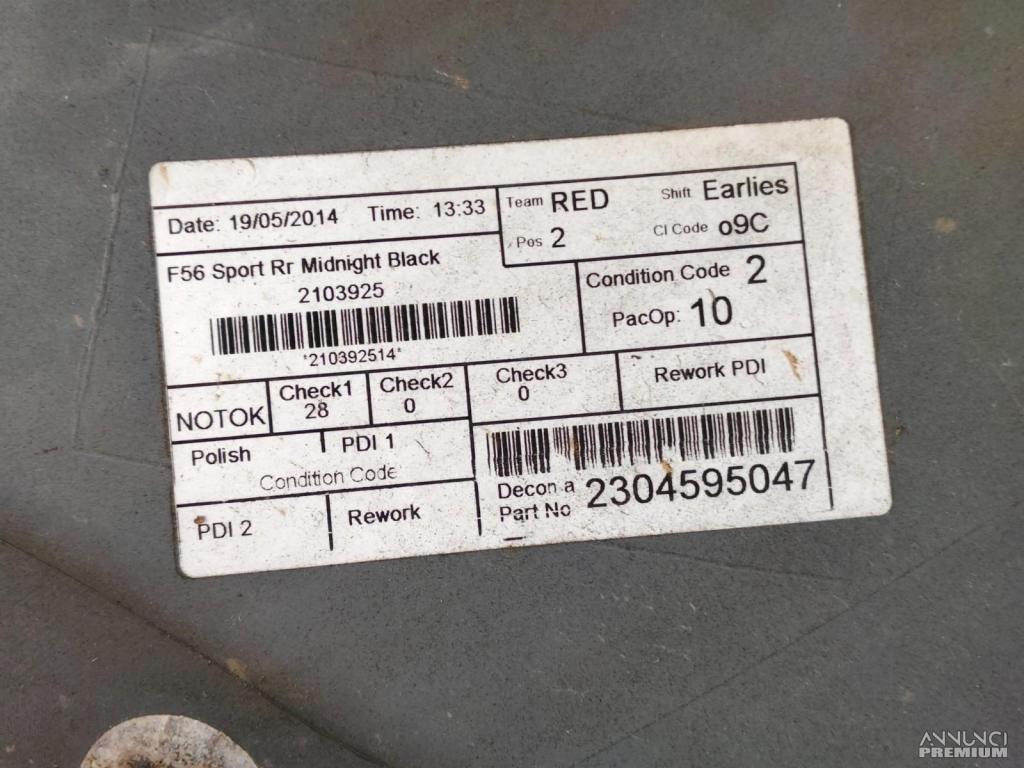 Date: 19/05/2014 Time: 13:33
Team RED Shift Earlies
Pos 2 CI Code o9C
F56 Sport Rr Midnight Black
2103925
*210392514*
Condition Code 2
PacOp: 10
NOTOK
Check1
28
Check2
0
Check3
0
Rework PDI
Polish
PDI 1
Condition Code
PDI 2
Rework
Decon a
Part No
2304595047
ANNUNCI
PREMIUM